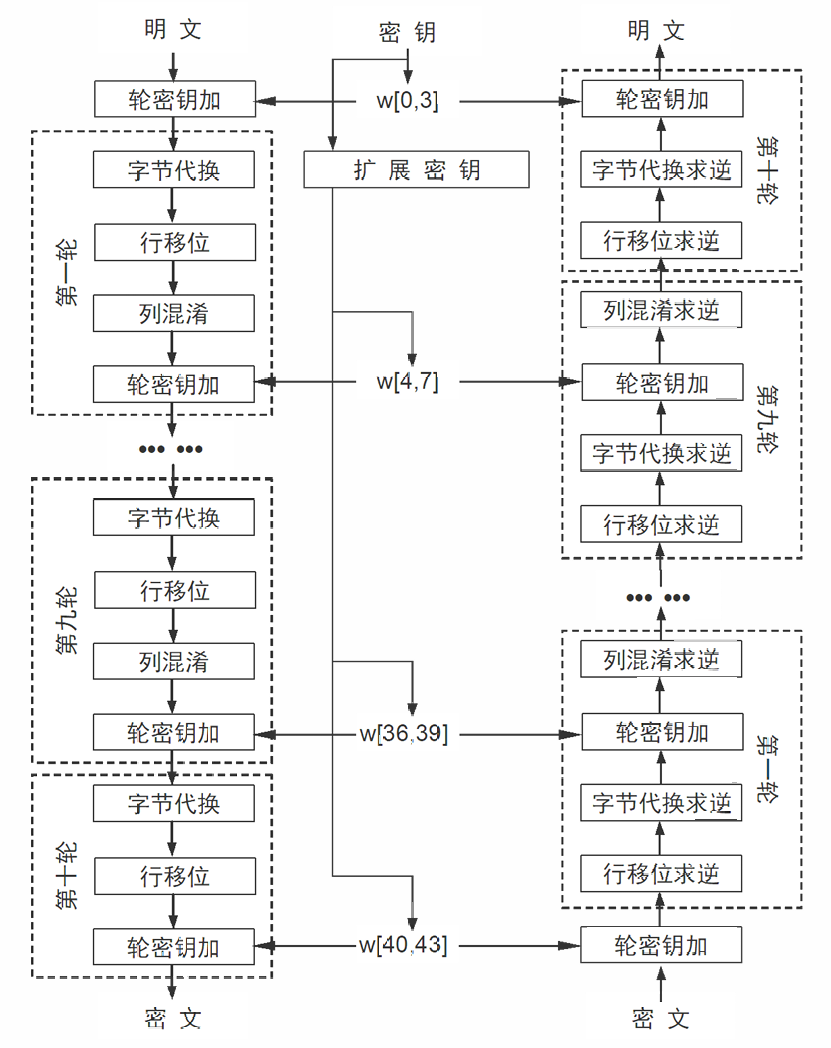 明 文
轮密钥加
第一轮
字节代换
行移位
列混淆
轮密钥加
••• •••
第九轮
字节代换
行移位
列混淆
轮密钥加
第十轮
字节代换
行移位
轮密钥加
密 文
密 钥
w[0,3]
扩 展 密 钥
w[4,7]
w[36,39]
w[40,43]
明 文
轮密钥加
字节代换求逆
行移位求逆
第十轮
列混淆求逆
轮密钥加
字节代换求逆
行移位求逆
第九轮
••• •••
列混淆求逆
轮密钥加
字节代换求逆
行移位求逆
第一轮
轮密钥加
密 文